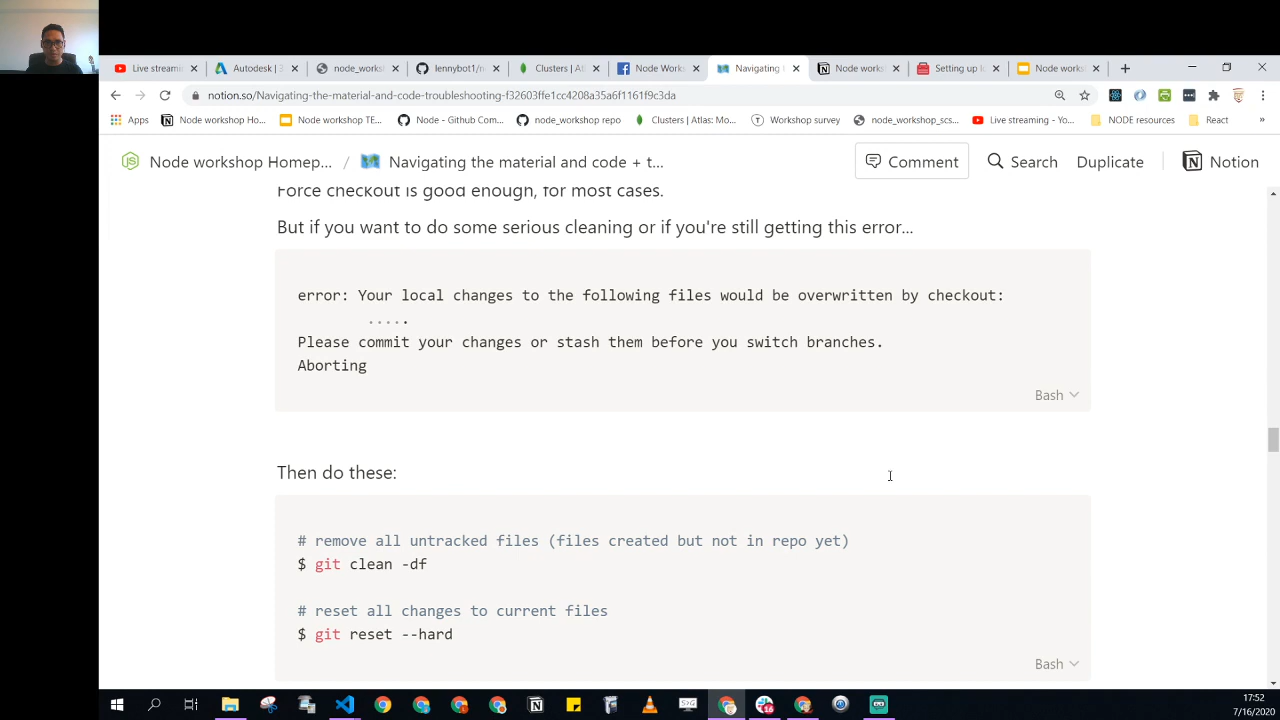 Live streami
Autodesk | 3
node_works
lennybot1/n
Clusters | At
Node Work
Navigating
Node works
Setting up lo
Node works
notion.so/Navigating-the-material-and-code-troubleshooting-f32603ffe1cc4208a35a6f1161f9c3da
Apps
Node workshop Ho...
Node workshop TE...
Node - Github Com...
node_workshop repo
Clusters | Atlas: Mo...
Workshop survey
node_workshop_scs...
Live streaming - Yo...
NODE resources
React
»
Node workshop Homep... / Navigating the material and code + t...
Comment
Search
Duplicate
Notion
Force checkout is good enough, for most cases.
But if you want to do some serious cleaning or if you're still getting this error...
error: Your local changes to the following files would be overwritten by checkout:
.....
Please commit your changes or stash them before you switch branches.
Aborting
Bash
Then do these:
# remove all untracked files (files created but not in repo yet)
$ git clean -df
# reset all changes to current files
$ git reset --hard
Bash
17:52
7/16/2020